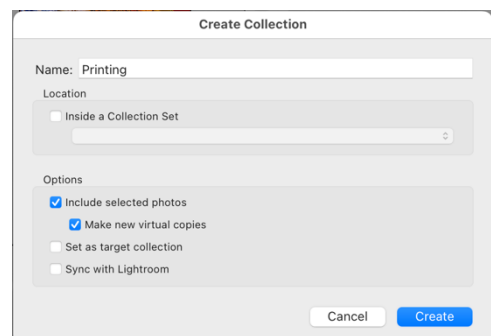 Create Collection
Name: Printing
Location
Inside a Collection Set
Options
Include selected photos
Make new virtual copies
Set as target collection
Sync with Lightroom
Cancel Create